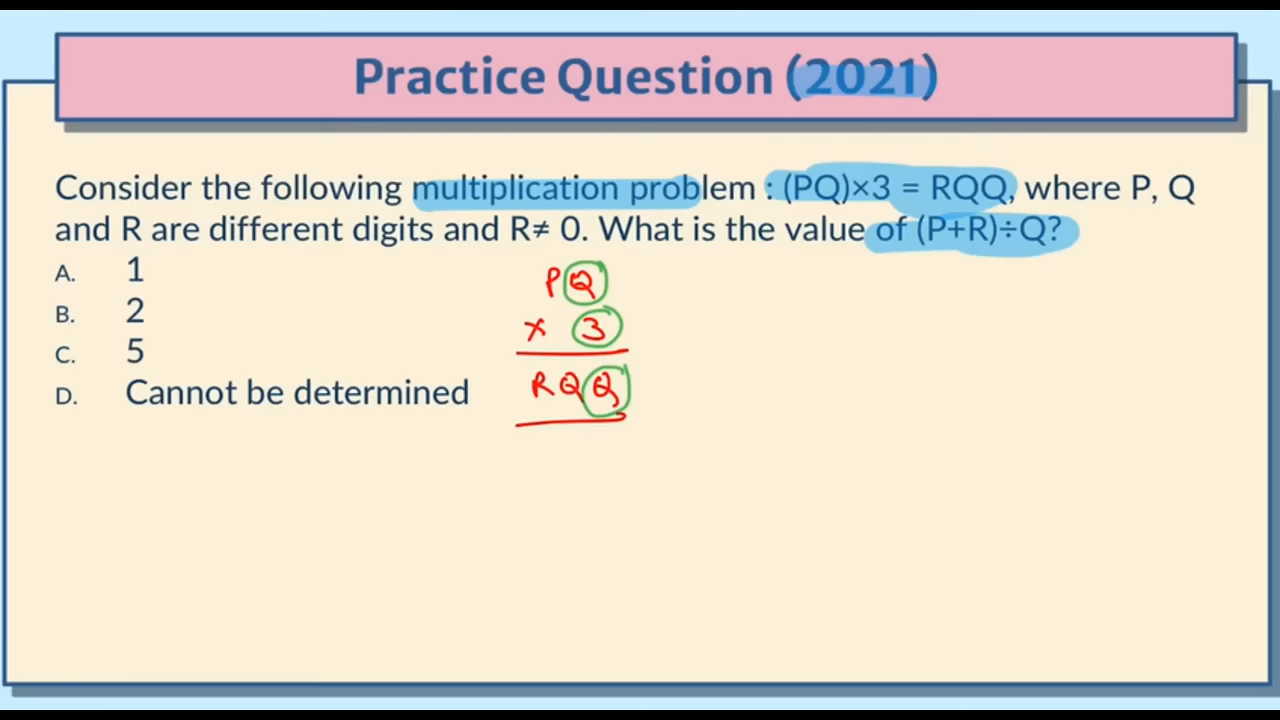 Practice Question (2021)
Consider the following multiplication problem : (PQ)×3 = RQQ, where P, Q
and R are different digits and R≠ 0. What is the value of (P+R)÷Q?
A. 1
B. 2
C. 5
D. Cannot be determined
PQ
× 3
RQQ